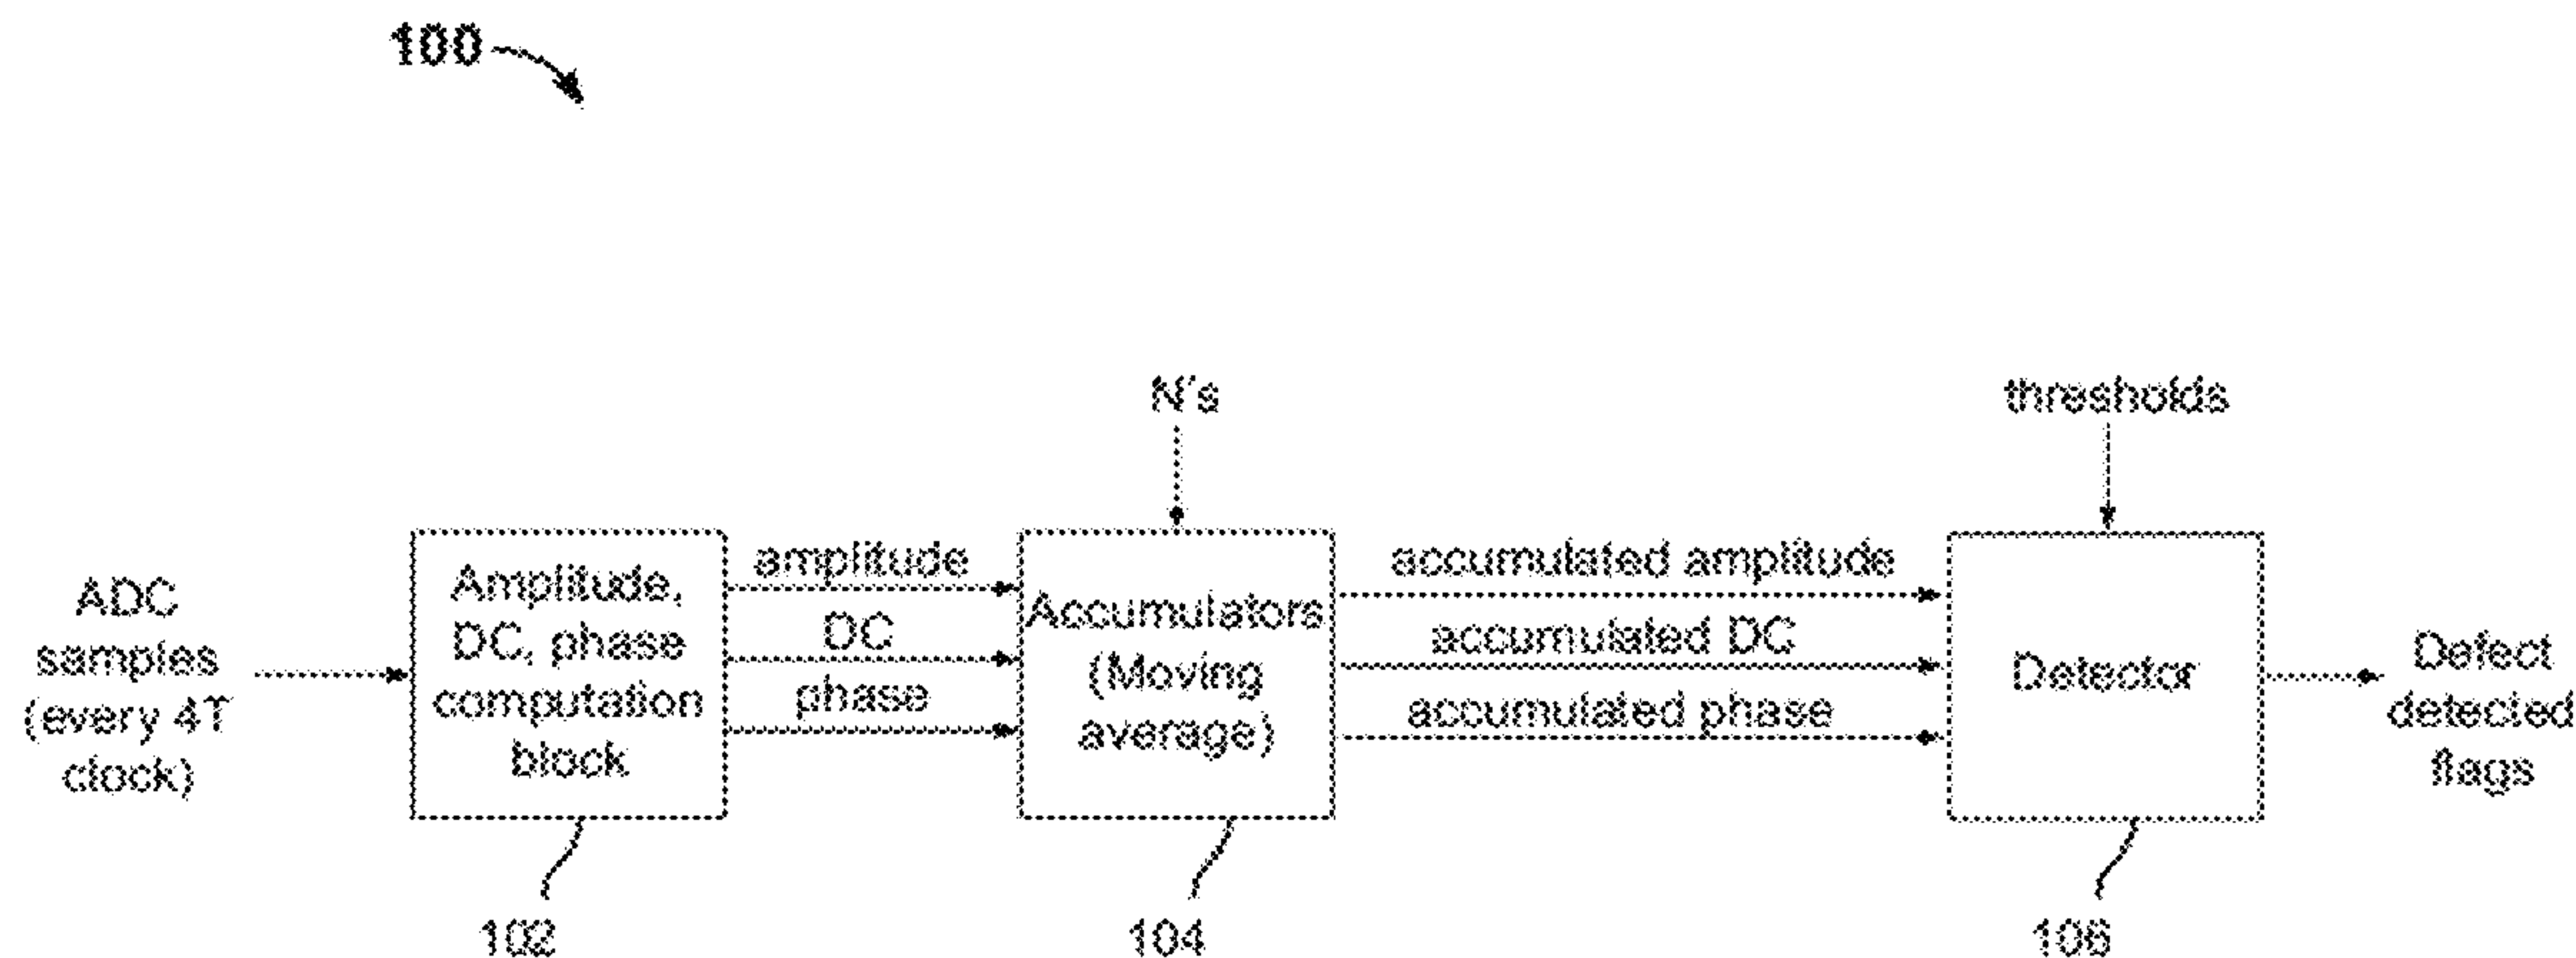 100
N's
thresholds
ADC
samples
(every 4T
clock)
Amplitude,
DC, phase
computation
block
amplitude
DC
phase
Accumulators
(Moving
average)
accumulated amplitude
accumulated DC
accumulated phase
Detector
Defect
detected
flags
102
104
106